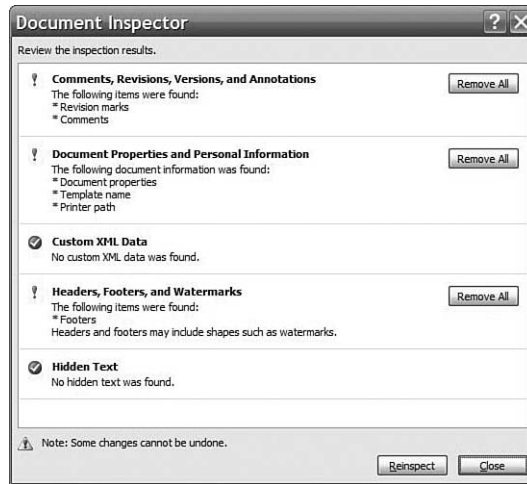 Document Inspector
Review the inspection results.
Comments, Revisions, Versions, and Annotations
Remove All
The following items were found:
* Revision marks
* Comments
Document Properties and Personal Information
Remove All
The following document information was found:
* Document properties
* Template name
* Printer path
Custom XML Data
No custom XML data was found.
Headers, Footers, and Watermarks
Remove All
The following items were found:
* Footers
Headers and footers may include shapes such as watermarks.
Hidden Text
No hidden text was found.
Note: Some changes cannot be undone.
Reinspect Close